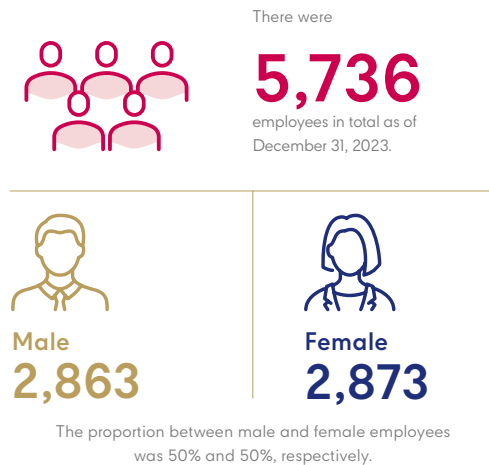 There were
5,736
employees in total as of
December 31, 2023.
Male
2,863
Female
2,873
The proportion between male and female employees
was 50% and 50%, respectively.